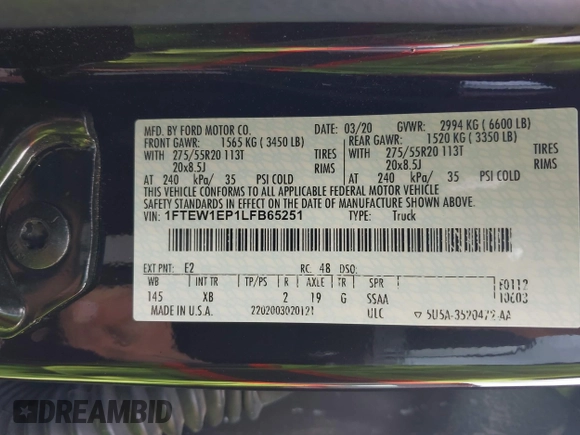 MFD. BY FORD MOTOR CO. DATE: 03/20 GVWR: 2994 KG ( 6600 LB)
FRONT GAWR: 1565 KG ( 3450 LB) REAR GAWR: 1520 KG ( 3350 LB)
WITH 275/55R20 113T TIRES WITH 275/55R20 113T TIRES
20x8.5J RIMS 20x8.5J RIMS
AT 240 kPa/ 35 PSI COLD AT 240 kPa/ 35 PSI COLD
THIS VEHICLE CONFORMS TO ALL APPLICABLE FEDERAL MOTOR VEHICLE
SAFETY STANDARDS IN EFFECT ON THE DATE OF MANUFACTURE SHOWN ABOVE.
VIN: 1FTEW1EP1LFB65251 TYPE: Truck
EXT PNT: E2 RC: 48 DSO:
WB INT TR TP/PS R AXLE TR SPR F0112
145 XB 2 19 G SSAA 10603
MADE IN U.S.A. 2202003020121 ULC
DREAMBID